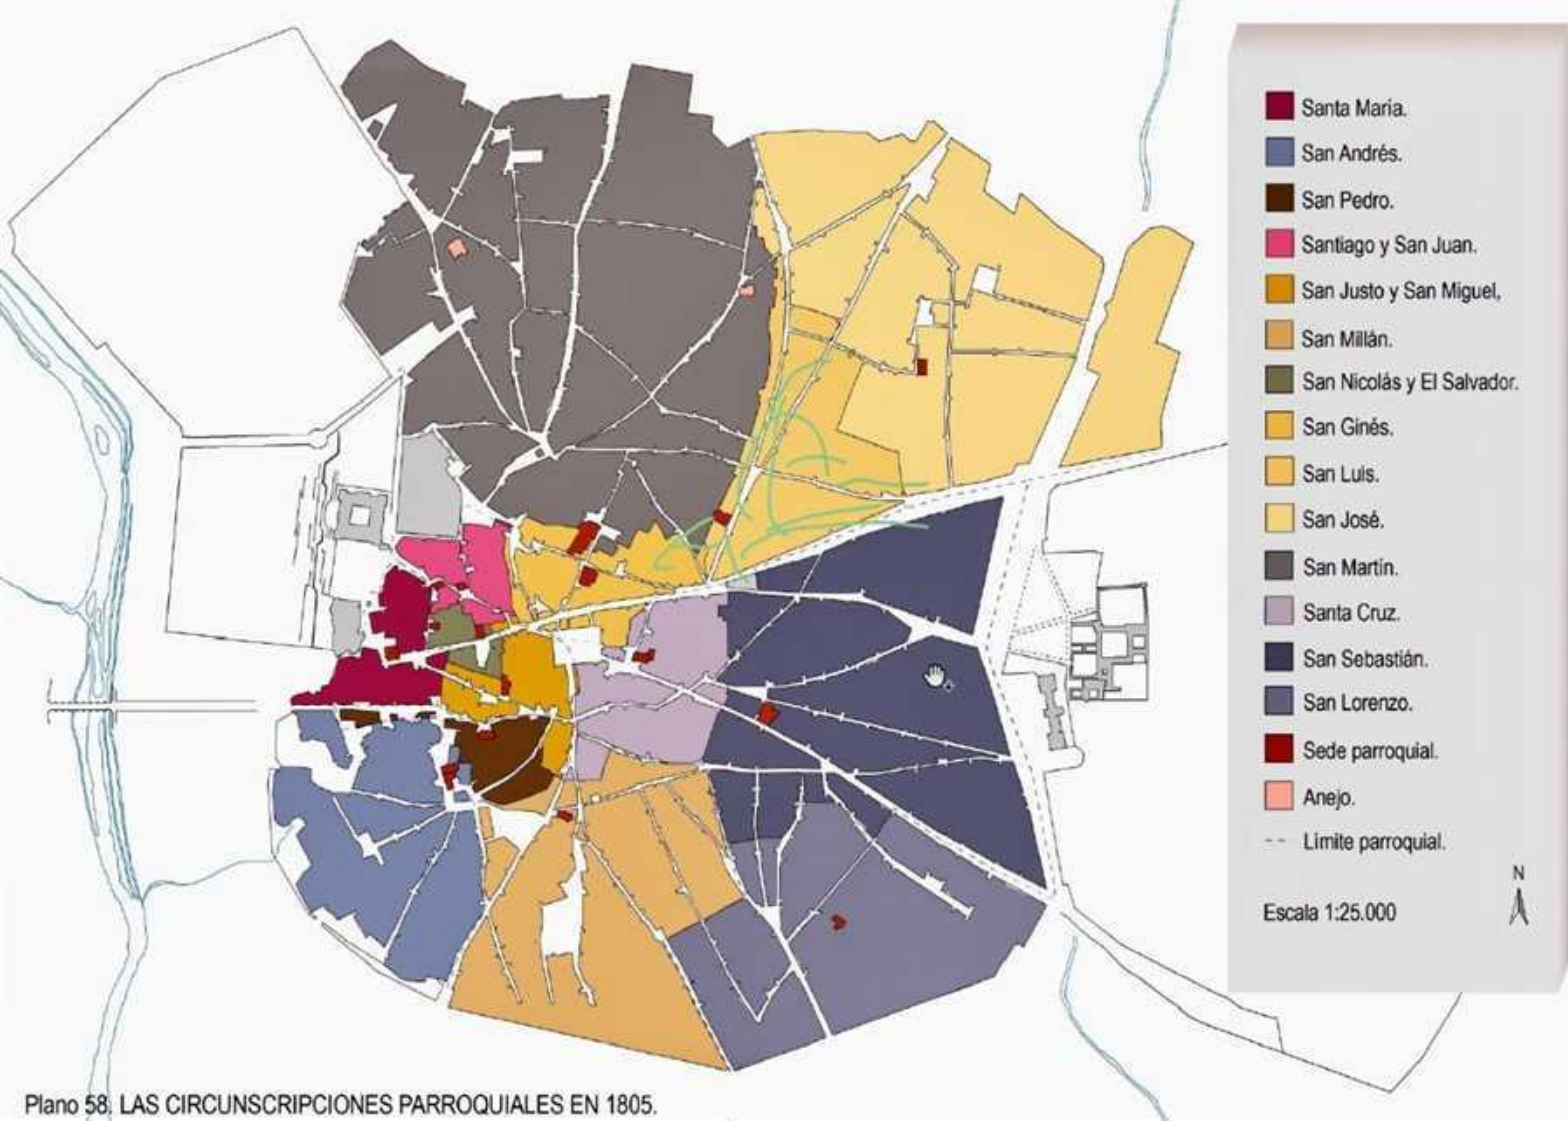 Santa Maria.
San Andrés.
San Pedro.
Santiago y San Juan.
San Justo y San Miguel,
San Millán.
San Nicolás y El Salvador.
San Ginés.
San Luis.
San José.
San Martín.
Santa Cruz.
San Sebastián.
San Lorenzo.
Sede parroquial.
Anejo.
Limite parroquial.
N
Escala 1:25.000
Plano 58. LAS CIRCUNSCRIPCIONES PARROQUIALES EN 1805.